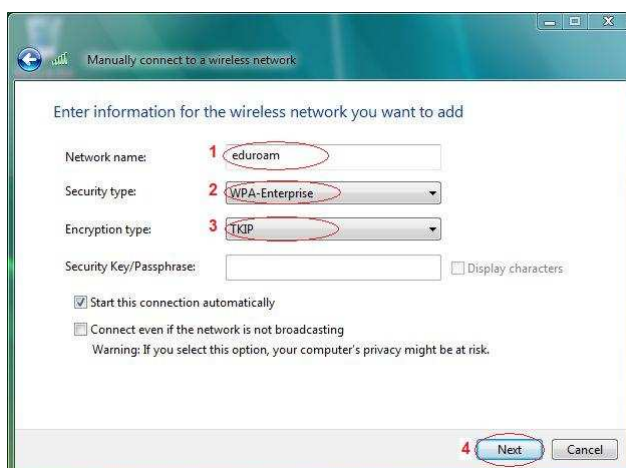 Manually connect to a wireless network
Enter information for the wireless network you want to add
Network name: 1 eduroam
Security type: 2 WPA-Enterprise
Encryption type: 3 TKIP
Security Key/Passphrase: Display characters
Start this connection automatically
Connect even if the network is not broadcasting
Warning: If you select this option, your computer's privacy might be at risk.
4 Next Cancel